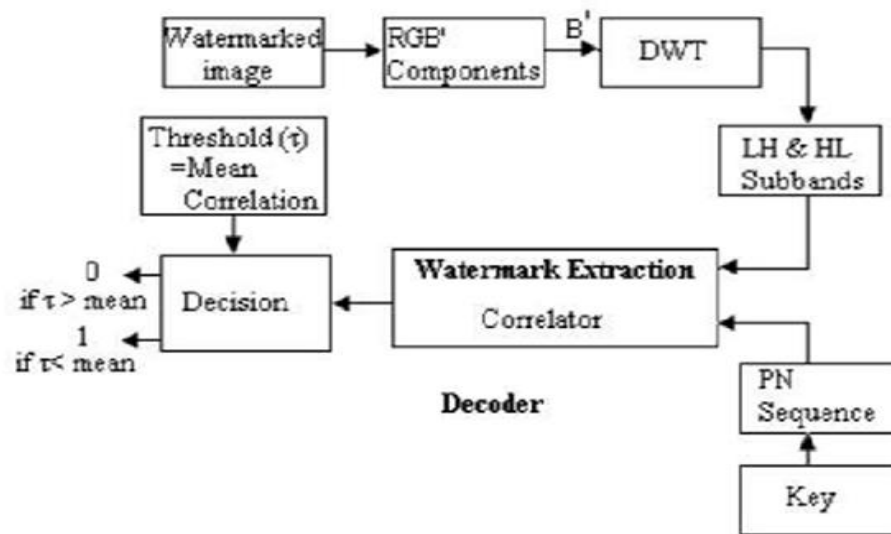 Watermarked
image
RGB'
Components
B'
DWT
LH & HL
Subbands
Threshold (τ)
=Mean
Correlation
Watermark Extraction
Correlator
Decision
0
if τ > mean
1
if τ< mean
PN
Sequence
Key
Decoder